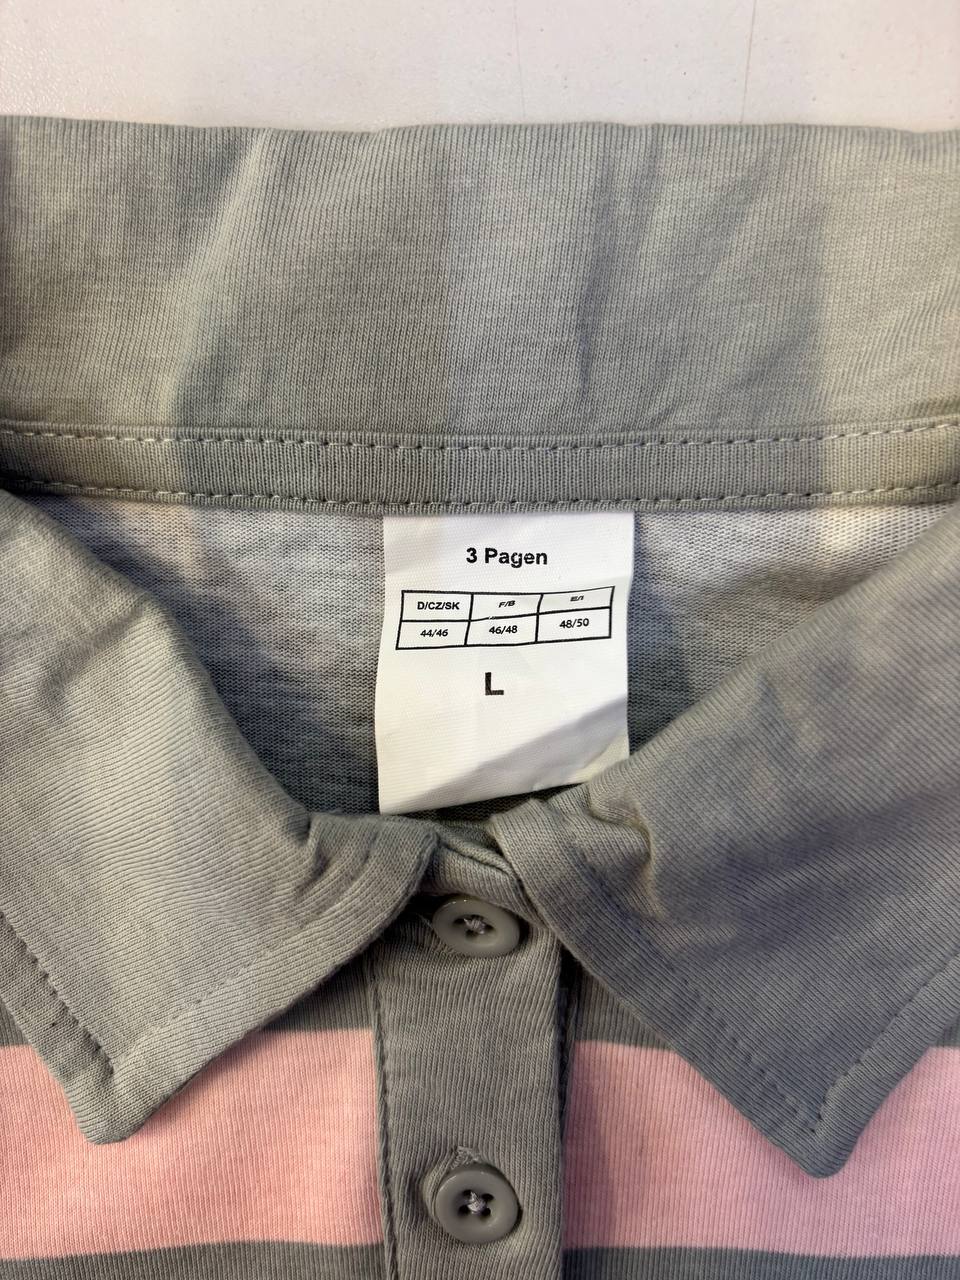 3 Pagen
D/CZ/SK F/B E/I
44/46 46/48 48/50
L